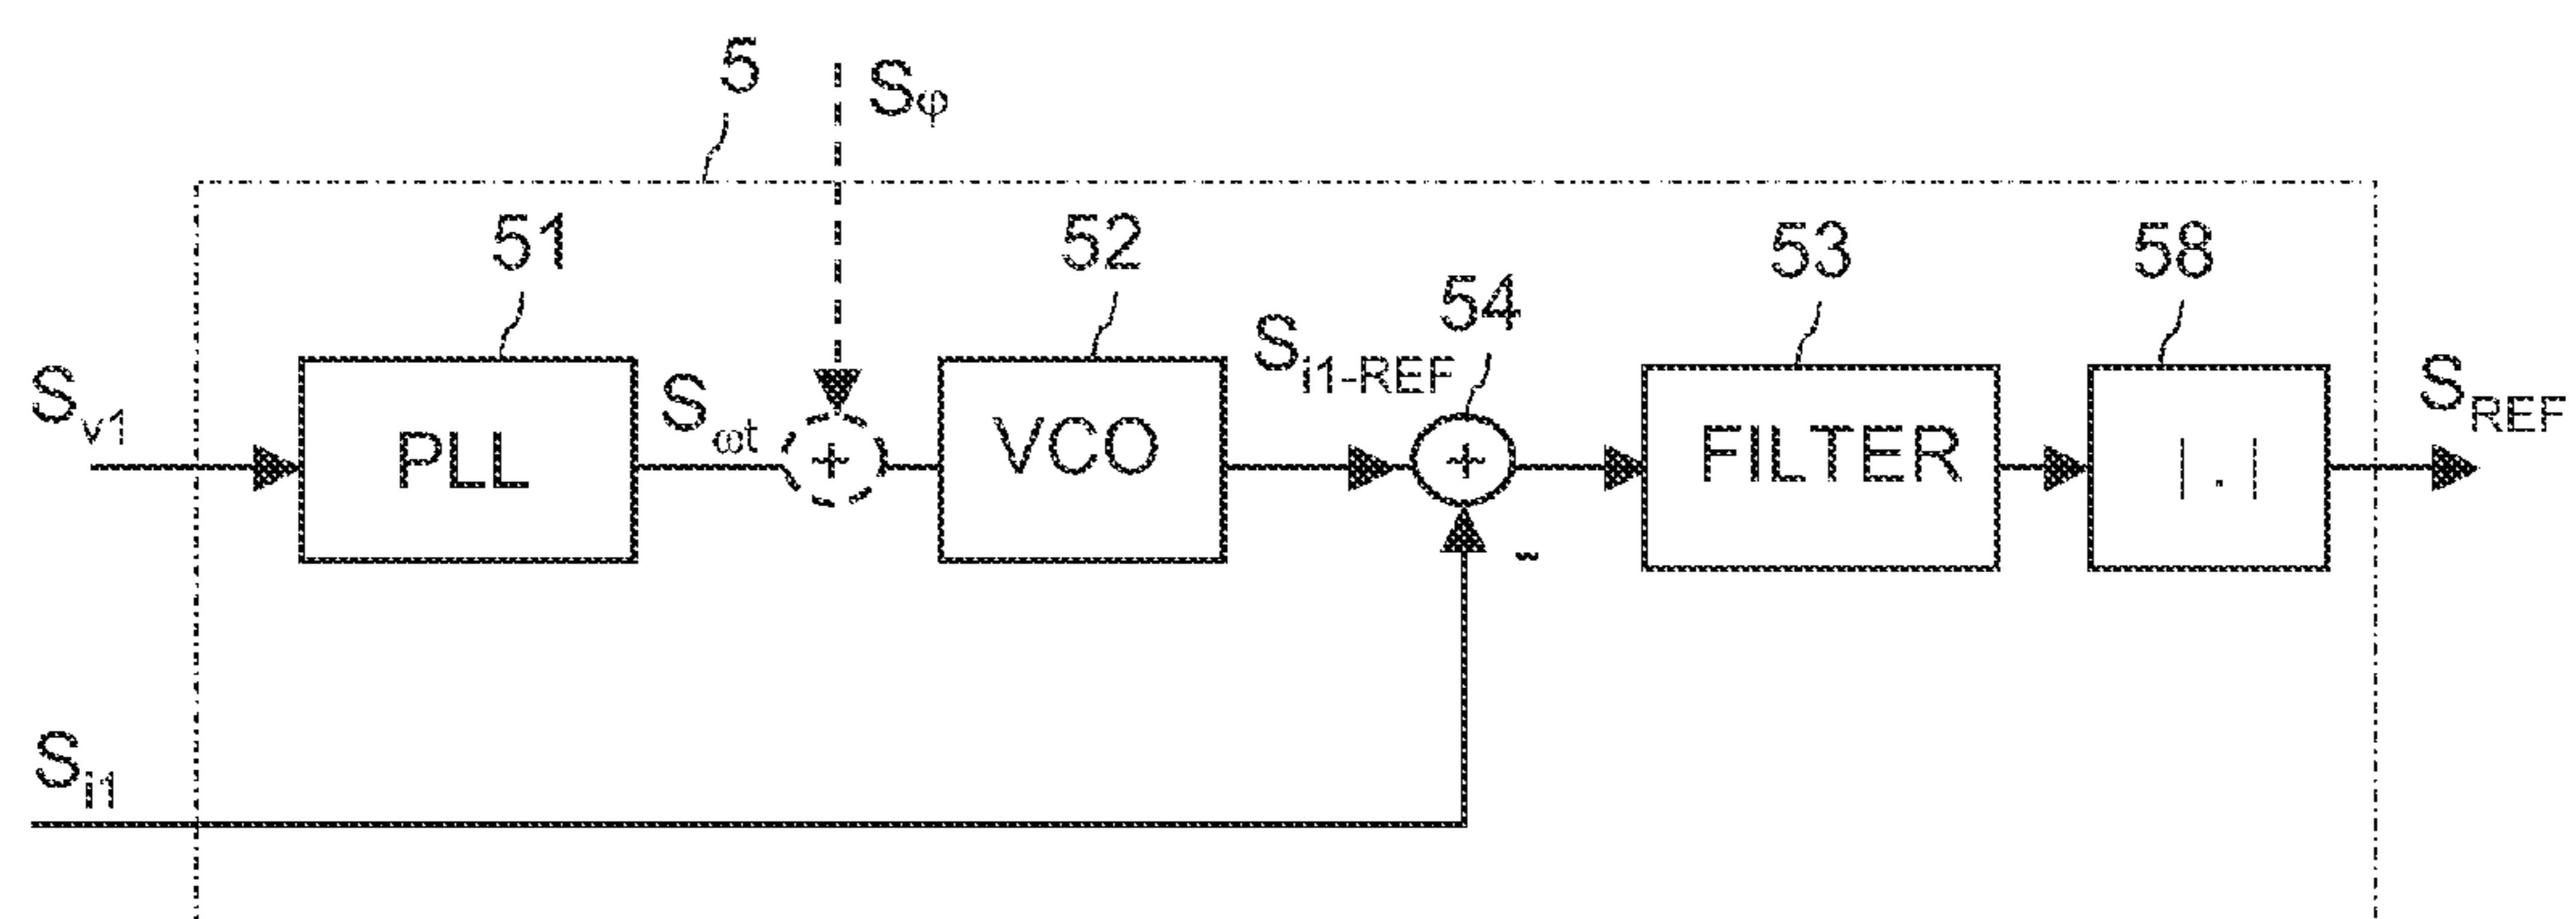 5
Sφ
51
52
53
58
54
Sv1
PLL
Sωt
+
VCO
Si1-REF
+
-
FILTER
| . |
SREF
Si1